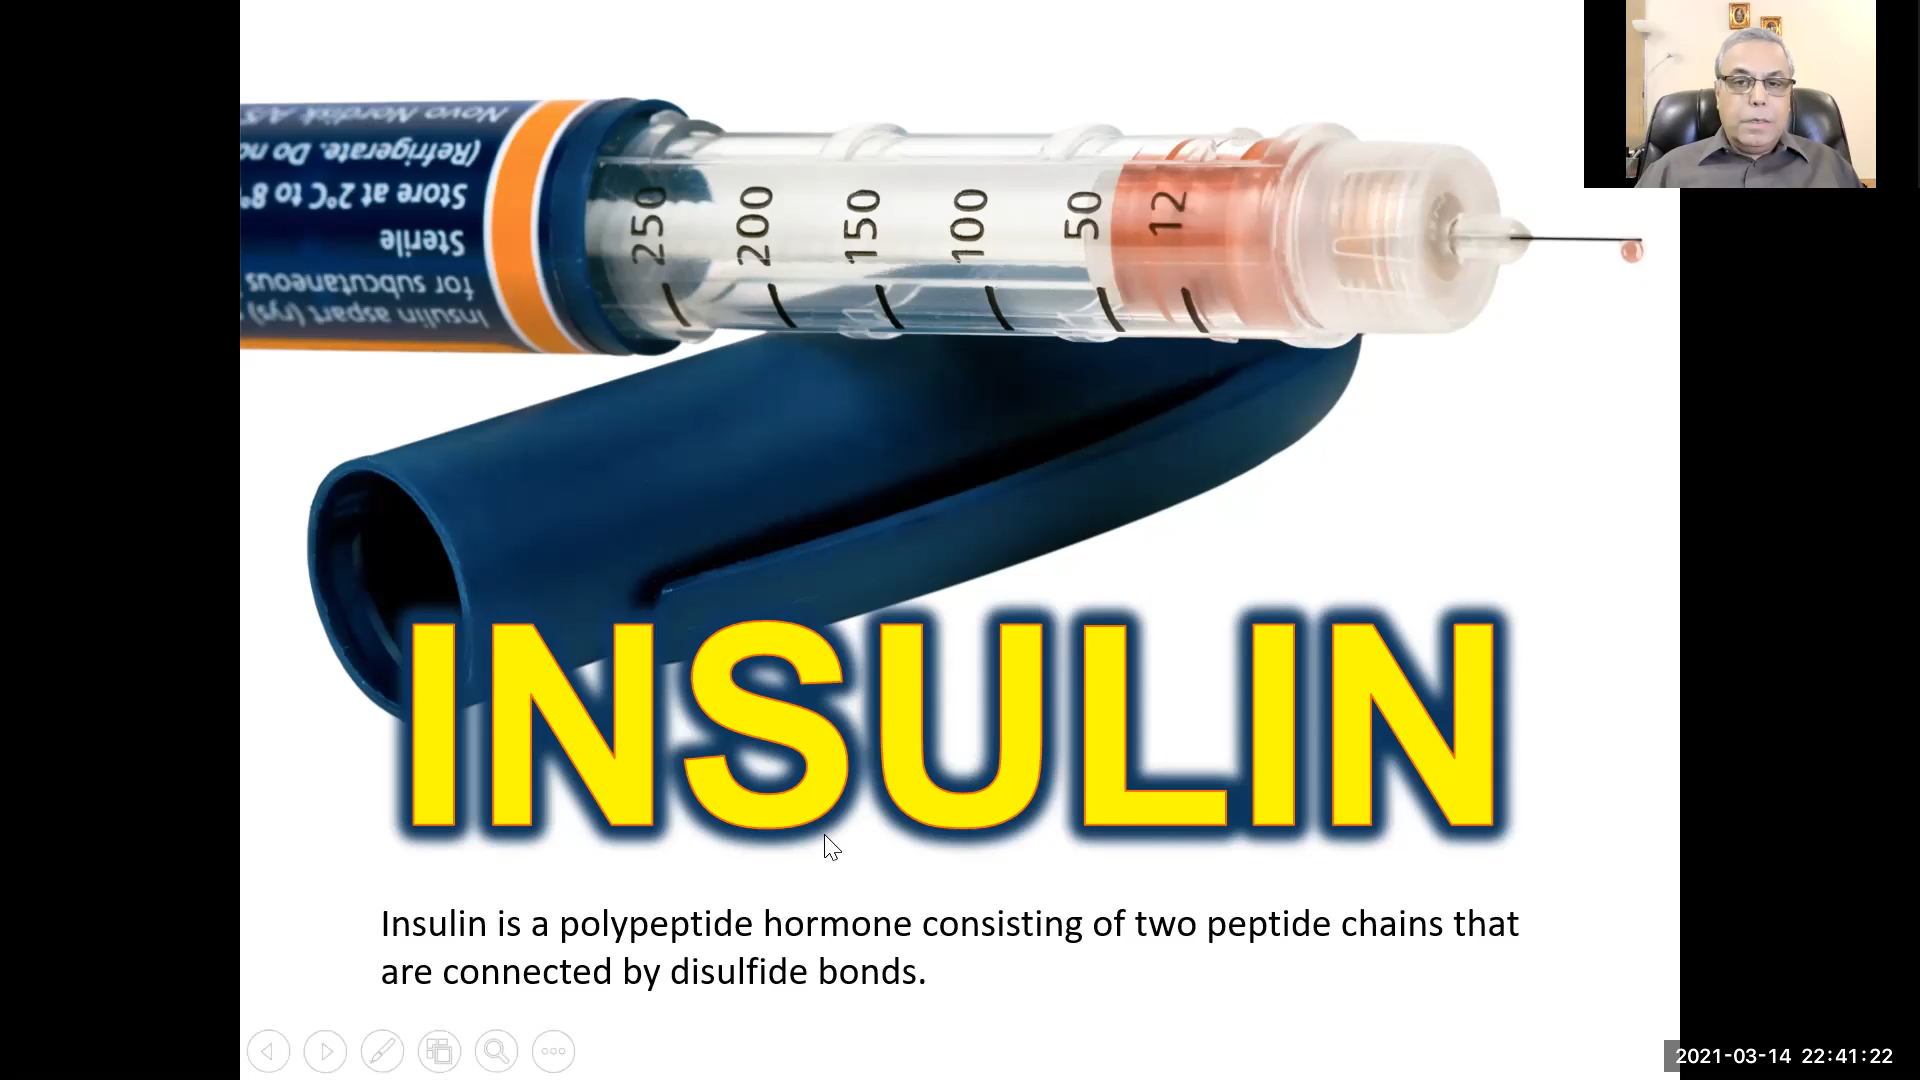 Novo Nordisk A/S
(Refrigerate. Do no
Store at 2°C to 8°
Sterile
for subcutaneous
Insulin aspart (rys)
250
200
150
100
50
12
INSULIN
Insulin is a polypeptide hormone consisting of two peptide chains that
are connected by disulfide bonds.
2021-03-14 22:41:22